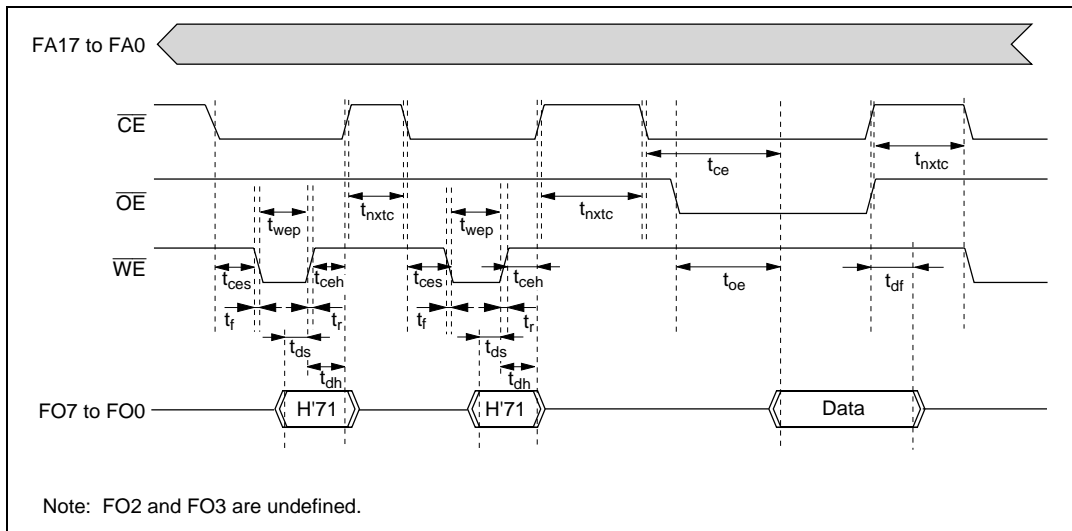 FA17 to FA0
CE
t_ce
t_nxtc
OE
t_wep t_nxtc t_wep t_nxtc
WE
t_ces t_ceh t_ces t_ceh t_oe t_df
t_f t_r t_f t_r
t_ds t_ds
t_dh t_dh
FO7 to FO0 H'71 H'71 Data
Note: FO2 and FO3 are undefined.